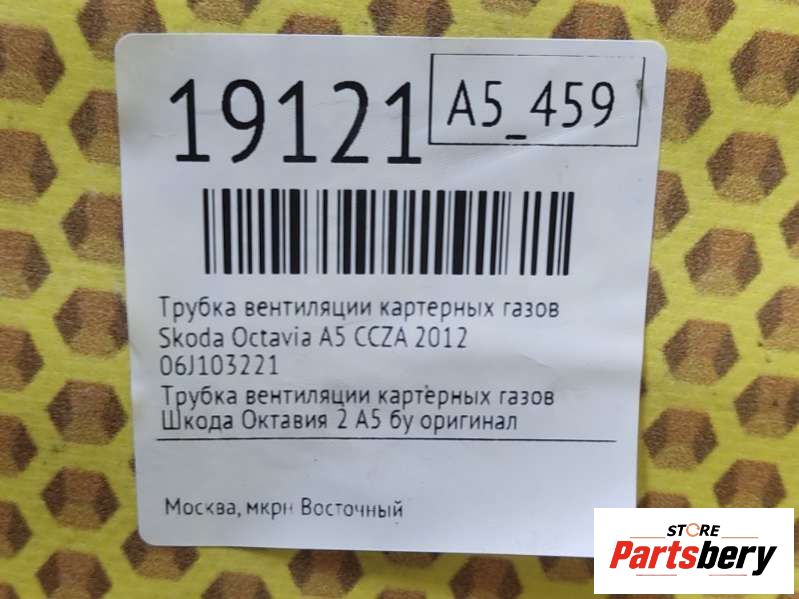 19121
A5_459
Трубка вентиляции картерных газов
Skoda Octavia A5 CCZA 2012
06J103221
Трубка вентиляции картерных газов
Шкода Октавия 2 А5 бу оригинал
Москва, мкрн Восточный
STORE
Partsbery